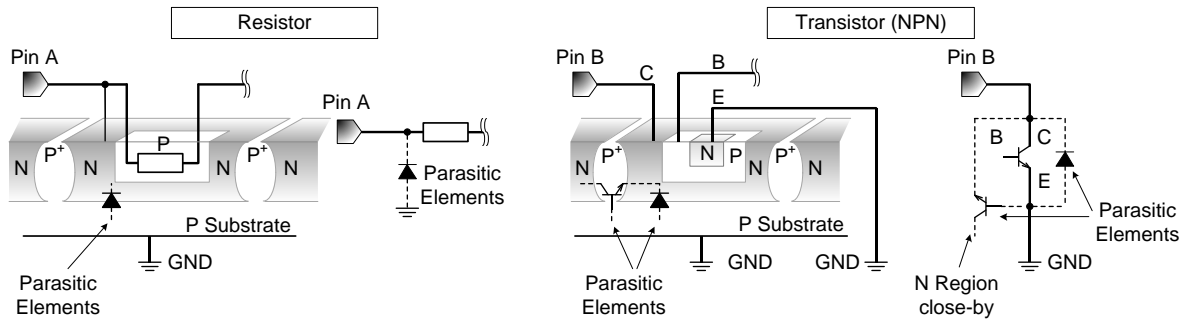 Resistor
Pin A
N
P+
N
P
N
P+
N
P Substrate
GND
Parasitic
Elements
Pin A
Parasitic
Elements
Transistor (NPN)
Pin B
C
B
E
N
P+
N
N
P
N
P+
N
P Substrate
GND
GND
Parasitic
Elements
Pin B
B
C
E
Parasitic
Elements
GND
N Region
close-by